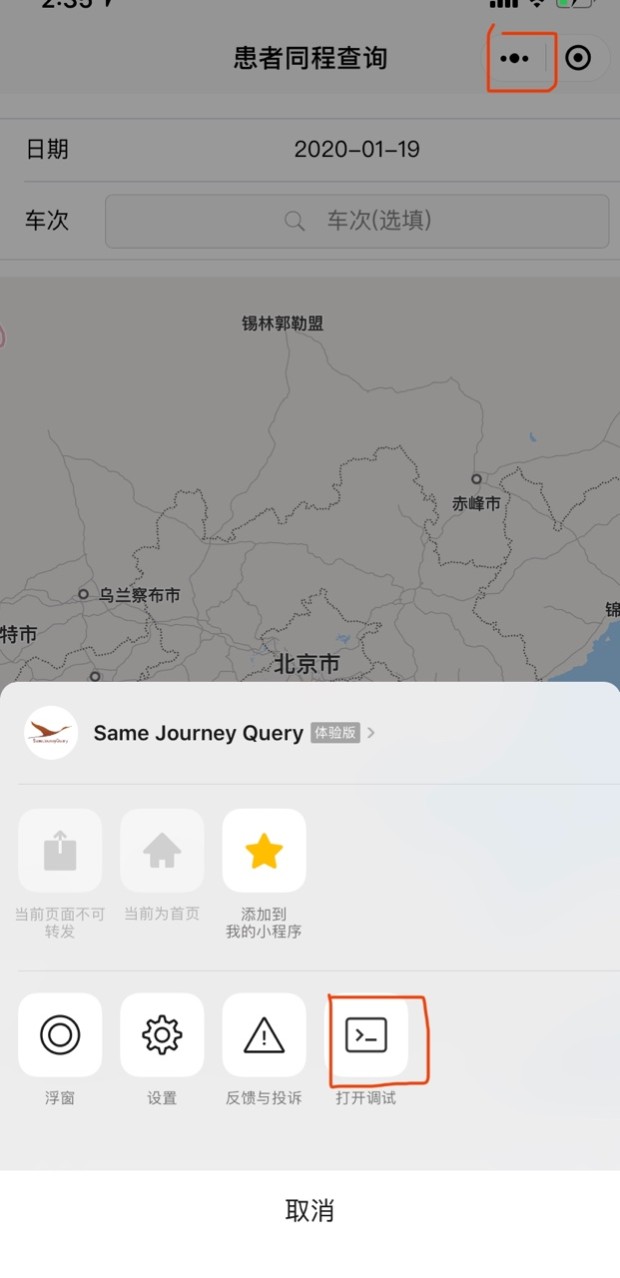 2:35
患者同程查询
日期 2020-01-19
车次 车次(选填)
锡林郭勒盟
赤峰市
乌兰察布市
锦
特市
北京市
Same Journey Query 体验版
当前页面不可
转发
当前为首页
添加到
我的小程序
浮窗
设置
反馈与投诉
打开调试
取消